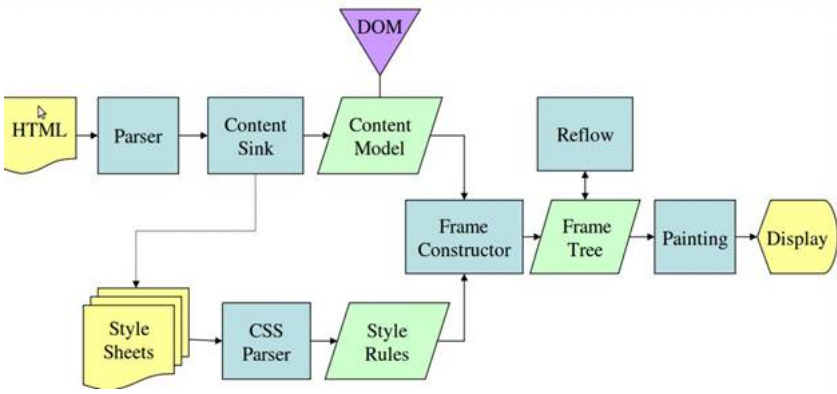 DOM
HTML
Parser
Content
Sink
Content
Model
Reflow
Frame
Constructor
Frame
Tree
Painting
Display
Style
Sheets
CSS
Parser
Style
Rules